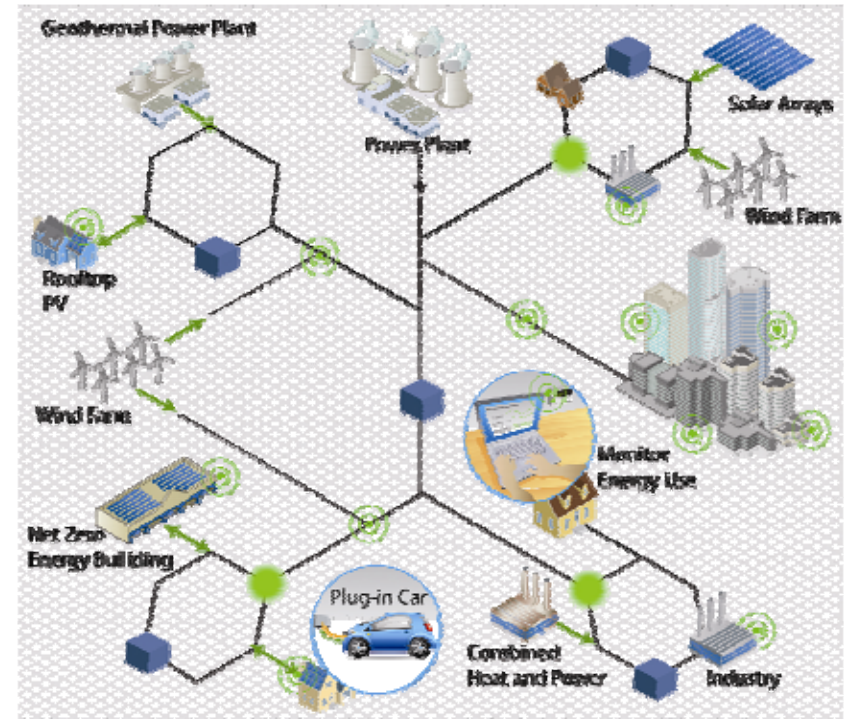 Geothermal Power Plant
Power Plant
Solar Arrays
Wind Farm
Rooftop
PV
Wind Farm
Monitor
Energy Use
Net Zero
Energy Building
Plug-in Car
Combined
Heat and Power
Industry